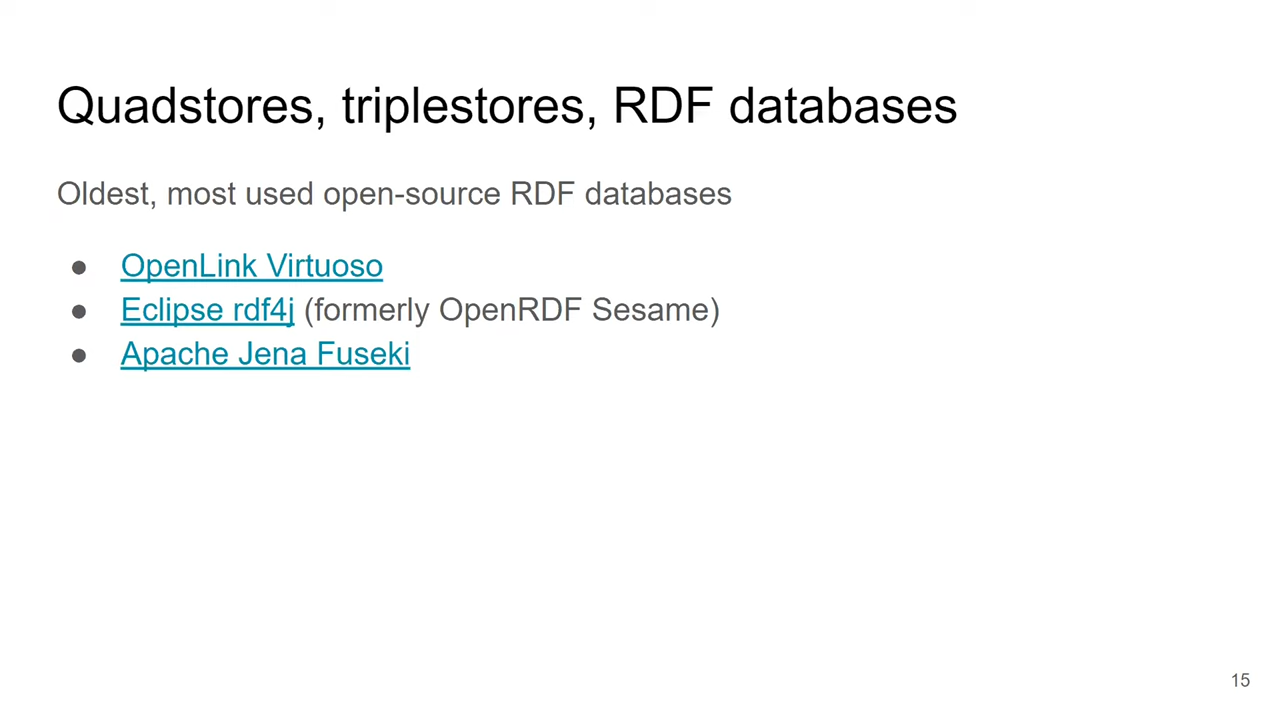 Quadstores, triplestores, RDF databases
Oldest, most used open-source RDF databases
● OpenLink Virtuoso
● Eclipse rdf4j (formerly OpenRDF Sesame)
● Apache Jena Fuseki
15